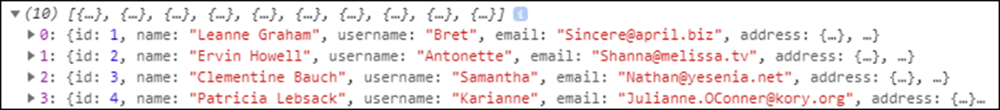 ▼(10) [{…}, {…}, {…}, {…}, {…}, {…}, {…}, {…}, {…}, {…}] i
▶0: {id: 1, name: "Leanne Graham", username: "Bret", email: "Sincere@april.biz", address: {…}, …}
▶1: {id: 2, name: "Ervin Howell", username: "Antonette", email: "Shanna@melissa.tv", address: {…}, …}
▶2: {id: 3, name: "Clementine Bauch", username: "Samantha", email: "Nathan@yesenia.net", address: {…}, …}
▶3: {id: 4, name: "Patricia Lebsack", username: "Karianne", email: "Julianne.OConner@kory.org", address: {…}…